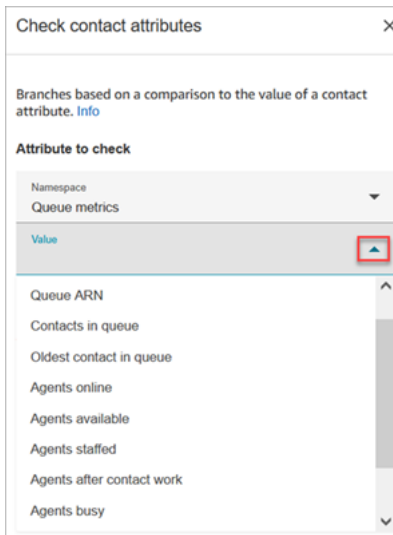 Check contact attributes
Branches based on a comparison to the value of a contact
attribute. Info
Attribute to check
Namespace
Queue metrics
Value
Queue ARN
Contacts in queue
Oldest contact in queue
Agents online
Agents available
Agents staffed
Agents after contact work
Agents busy